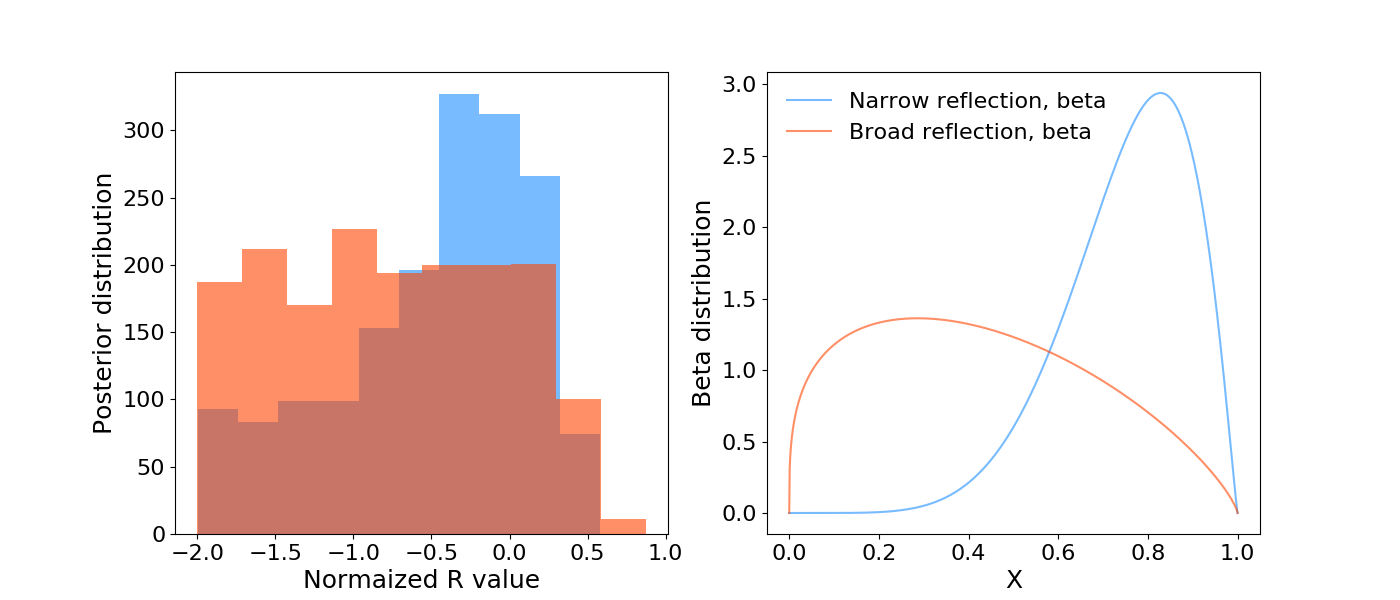 Posterior distribution
300
250
200
150
100
50
0
−2.0 −1.5 −1.0 −0.5 0.0 0.5 1.0
Normaized R value
Beta distribution
3.0
2.5
2.0
1.5
1.0
0.5
0.0
Narrow reflection, beta
Broad reflection, beta
0.0 0.2 0.4 0.6 0.8 1.0
X